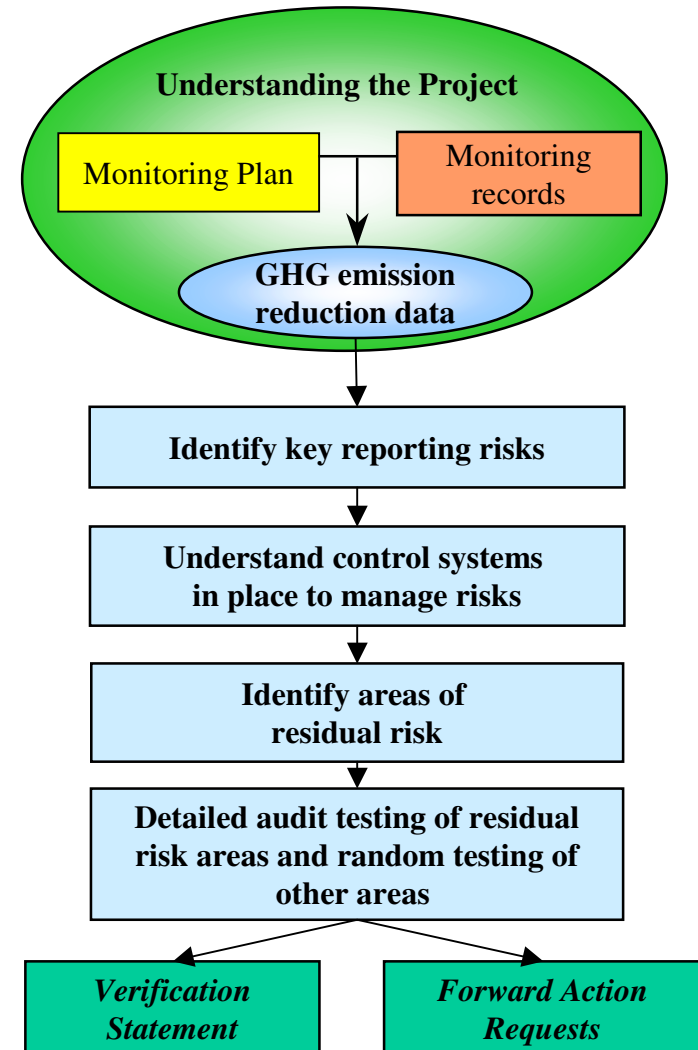 Understanding the Project
Monitoring Plan
Monitoring
records
GHG emission
reduction data
Identify key reporting risks
Understand control systems
in place to manage risks
Identify areas of
residual risk
Detailed audit testing of residual
risk areas and random testing of
other areas
Verification
Statement
Forward Action
Requests